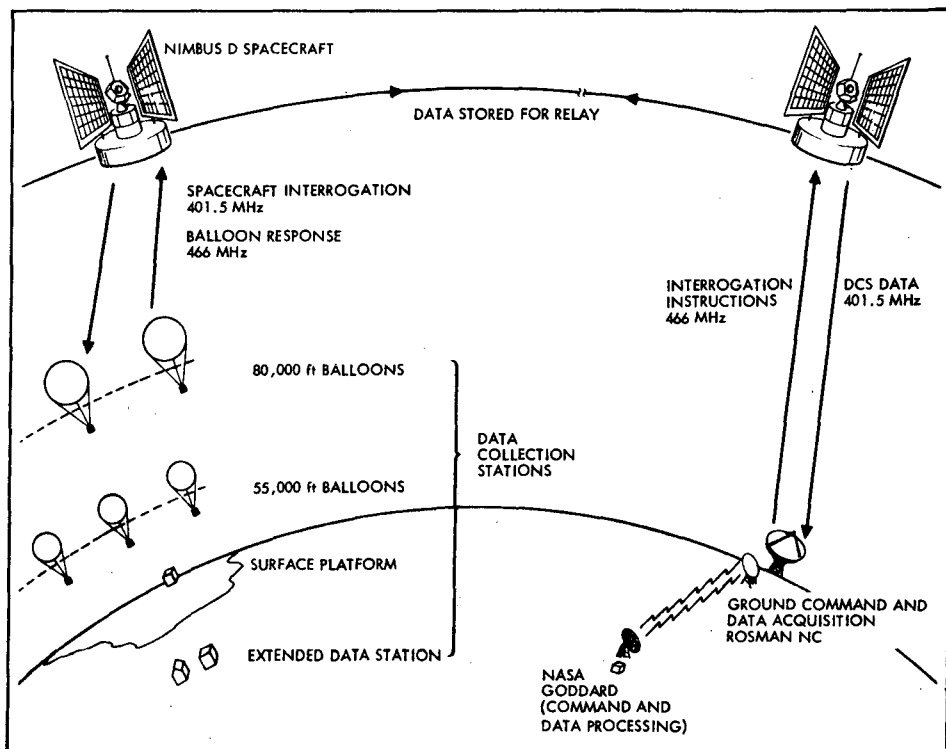 NIMBUS D SPACECRAFT
DATA STORED FOR RELAY
SPACECRAFT INTERROGATION
401.5 MHz
BALLOON RESPONSE
466 MHz
INTERROGATION
INSTRUCTIONS
466 MHz
DCS DATA
401.5 MHz
80,000 ft BALLOONS
DATA
COLLECTION
STATIONS
55,000 ft BALLOONS
SURFACE PLATFORM
EXTENDED DATA STATION
GROUND COMMAND AND
DATA ACQUISITION
ROSMAN NC
NASA
GODDARD
(COMMAND AND
DATA PROCESSING)